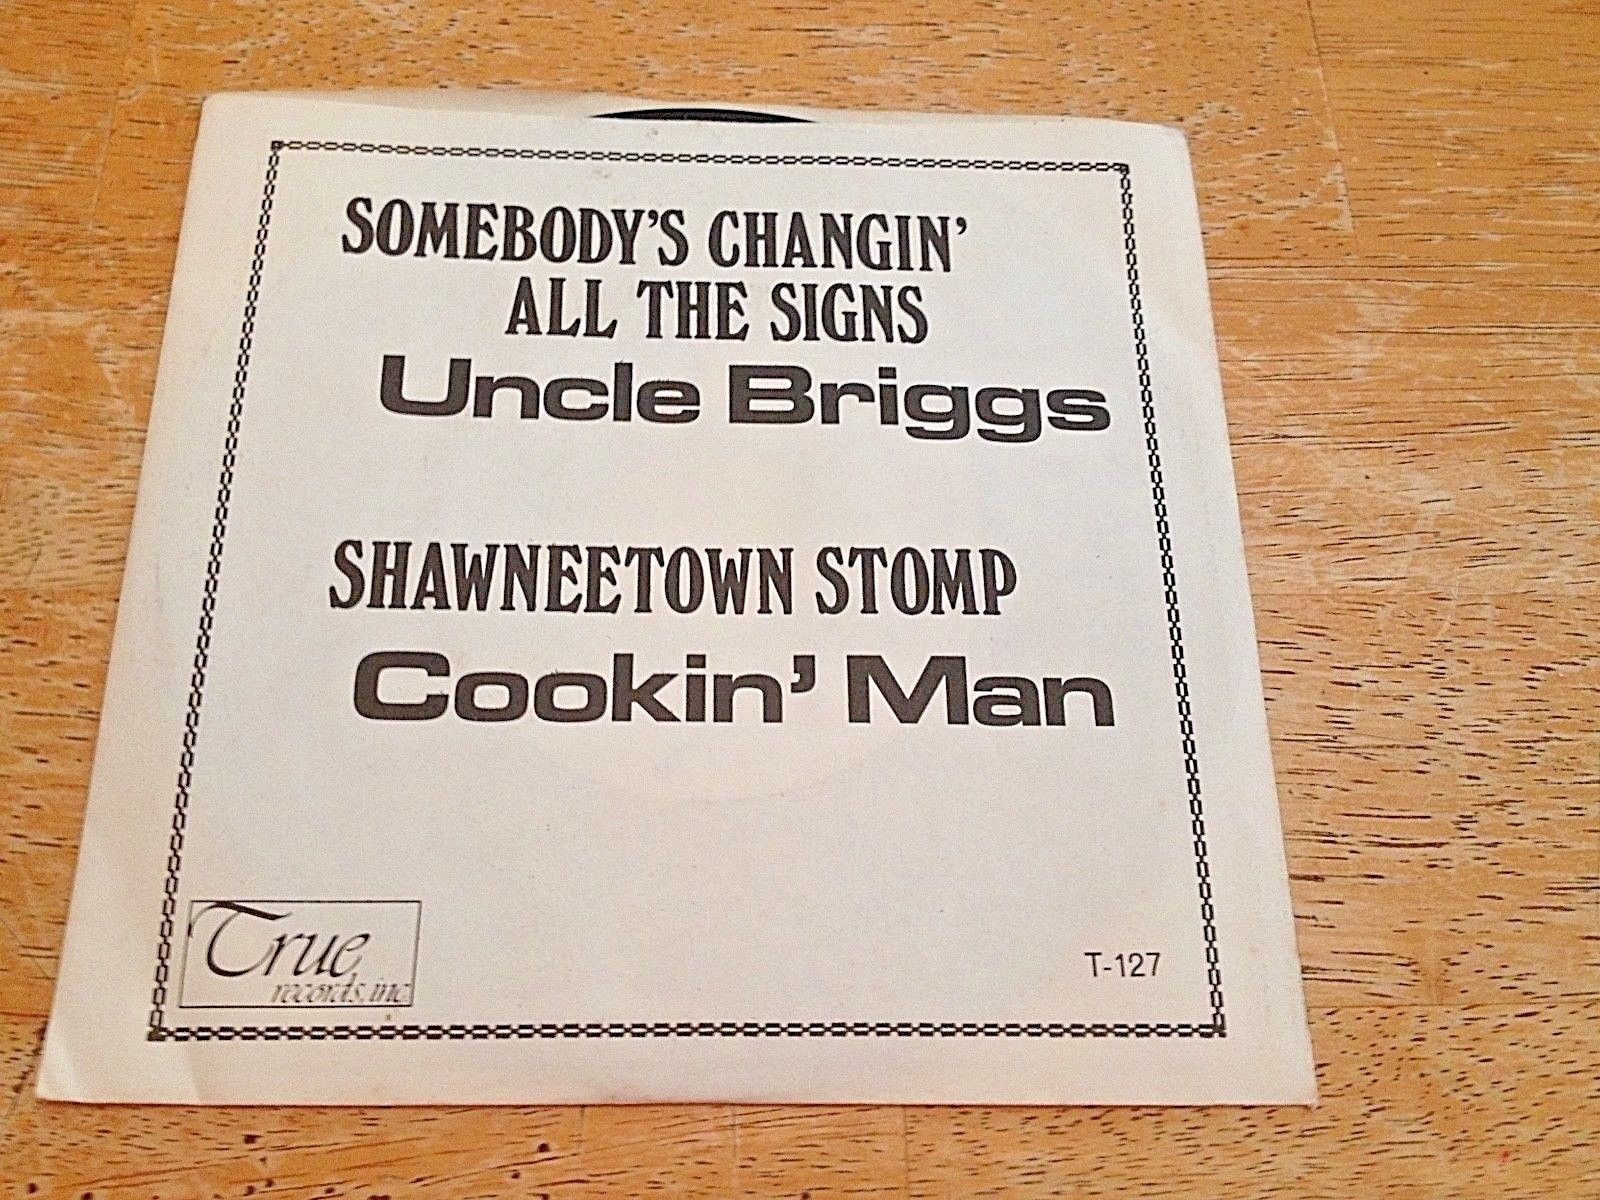 SOMEBODY'S CHANGIN'
ALL THE SIGNS
Uncle Briggs
SHAWNEETOWN STOMP
Cookin' Man
True
records, inc.
T-127